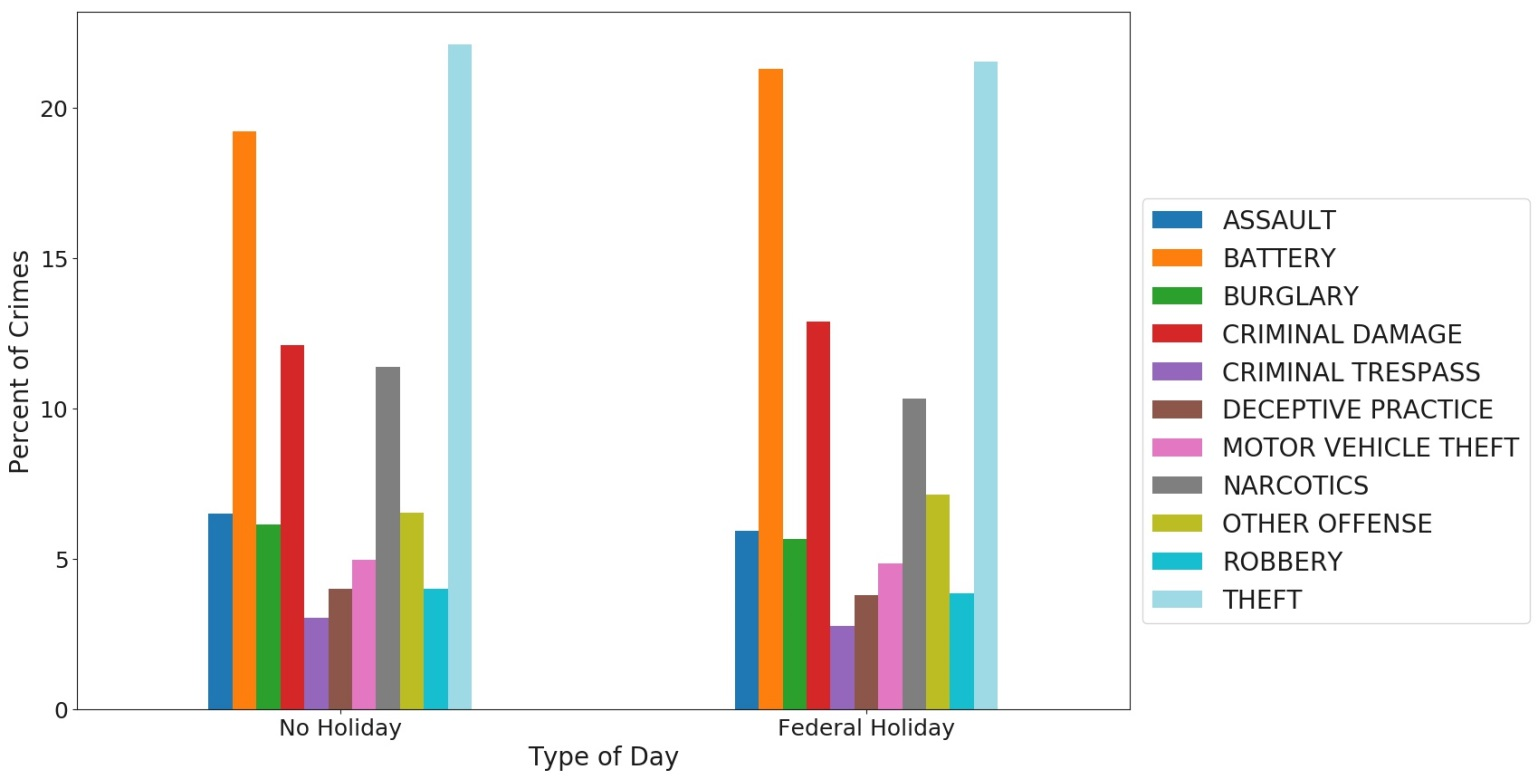 Percent of Crimes
20
15
10
5
0
No Holiday
Federal Holiday
Type of Day
ASSAULT
BATTERY
BURGLARY
CRIMINAL DAMAGE
CRIMINAL TRESPASS
DECEPTIVE PRACTICE
MOTOR VEHICLE THEFT
NARCOTICS
OTHER OFFENSE
ROBBERY
THEFT